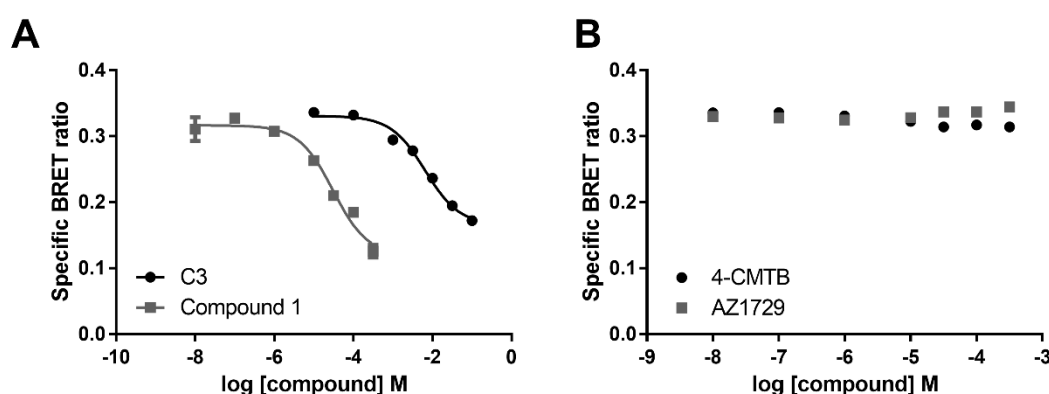 A
Specific BRET ratio
0.4
0.3
0.2
0.1
0.0
C3
Compound 1
-10
-8
-6
-4
-2
0
log [compound] M
B
Specific BRET ratio
0.4
0.3
0.2
0.1
0.0
4-CMTB
AZ1729
-9
-8
-7
-6
-5
-4
-3
log [compound] M